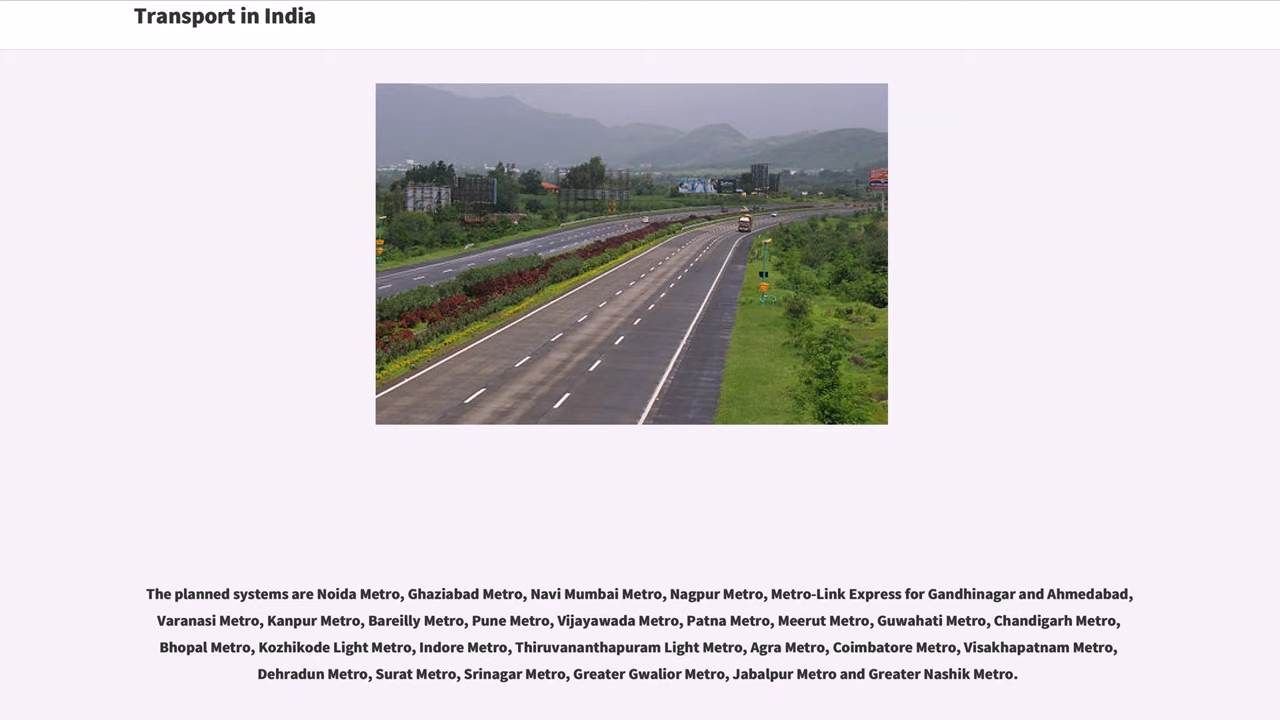 Transport in India
The planned systems are Noida Metro, Ghaziabad Metro, Navi Mumbai Metro, Nagpur Metro, Metro-Link Express for Gandhinagar and Ahmedabad,
Varanasi Metro, Kanpur Metro, Bareilly Metro, Pune Metro, Vijayawada Metro, Patna Metro, Meerut Metro, Guwahati Metro, Chandigarh Metro,
Bhopal Metro, Kozhikode Light Metro, Indore Metro, Thiruvananthapuram Light Metro, Agra Metro, Coimbatore Metro, Visakhapatnam Metro,
Dehradun Metro, Surat Metro, Srinagar Metro, Greater Gwalior Metro, Jabalpur Metro and Greater Nashik Metro.